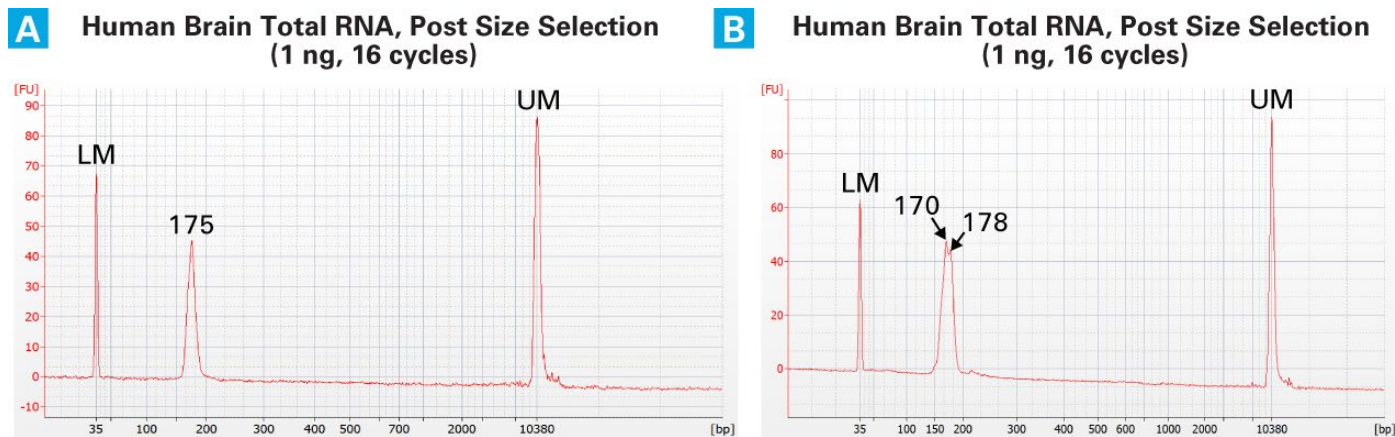 A
Human Brain Total RNA, Post Size Selection
(1 ng, 16 cycles)
[FU]
90
80
70
60
50
40
30
20
10
0
-10
LM
175
UM
35 100 200 300 400 500 700 2000 10380 [bp]
B
Human Brain Total RNA, Post Size Selection
(1 ng, 16 cycles)
[FU]
80
60
40
20
0
LM
170
178
UM
35 100 150 200 300 400 500 600 1000 2000 10380 [bp]